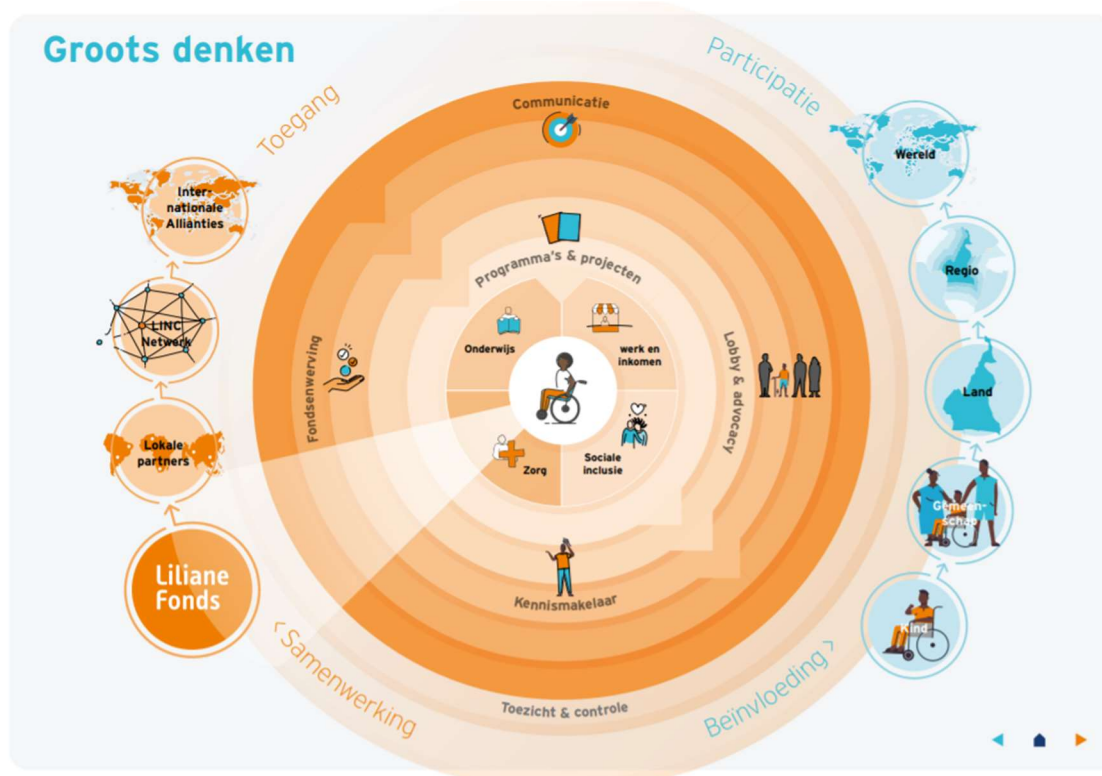 Groots denken
Toegang
Participatie
Communicatie
Wereld
Inter-
nationale
Allianties
Programma's & projecten
Regio
LINC
Netwerk
Fondsenwerving
Onderwijs
werk en
inkomen
Lobby & advocacy
Land
Lokale
partners
Zorg
Sociale
inclusie
Gemeen-
schap
Liliane
Fonds
Kennismakelaar
Kind
< Samenwerking
Toezicht & controle
Beïnvloeding >